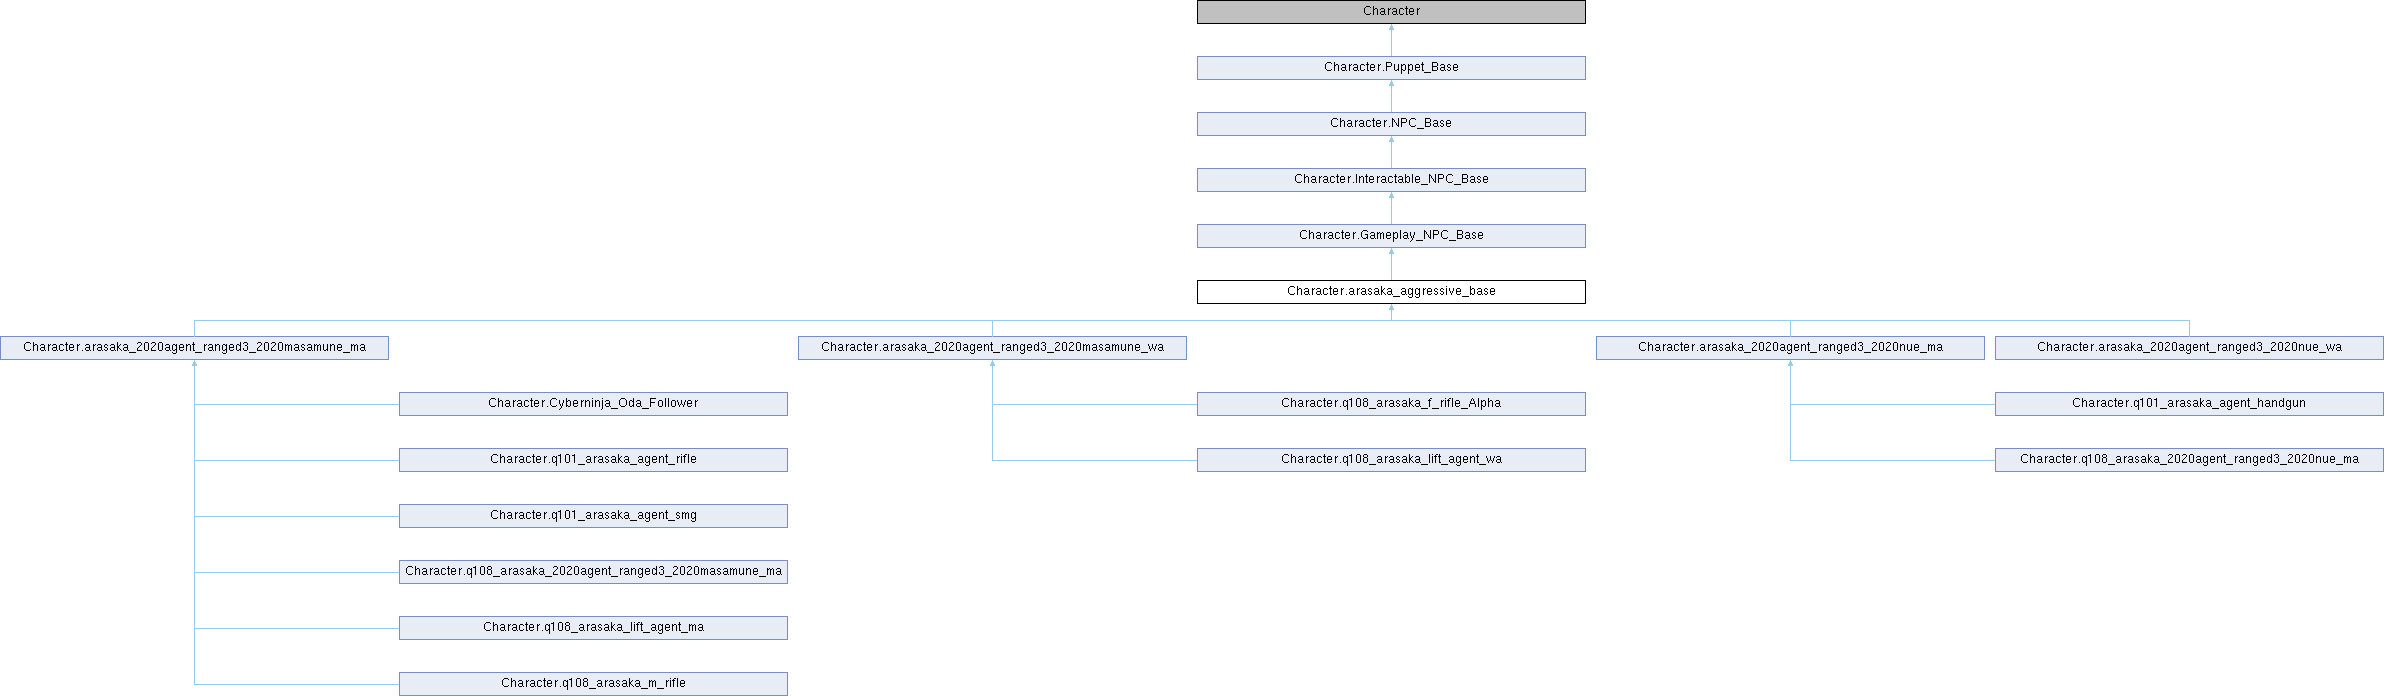 Character
Character.Puppet_Base
Character.NPC_Base
Character.Interactable_NPC_Base
Character.Gameplay_NPC_Base
Character.arasaka_aggressive_base
Character.arasaka_2020agent_ranged3_2020masamune_ma
Character.arasaka_2020agent_ranged3_2020masamune_wa
Character.arasaka_2020agent_ranged3_2020nue_ma
Character.arasaka_2020agent_ranged3_2020nue_wa
Character.Cyberninja_Oda_Follower
Character.q108_arasaka_f_rifle_Alpha
Character.q101_arasaka_agent_handgun
Character.q101_arasaka_agent_rifle
Character.q108_arasaka_lift_agent_wa
Character.q108_arasaka_2020agent_ranged3_2020nue_ma
Character.q101_arasaka_agent_smg
Character.q108_arasaka_2020agent_ranged3_2020masamune_ma
Character.q108_arasaka_lift_agent_ma
Character.q108_arasaka_m_rifle